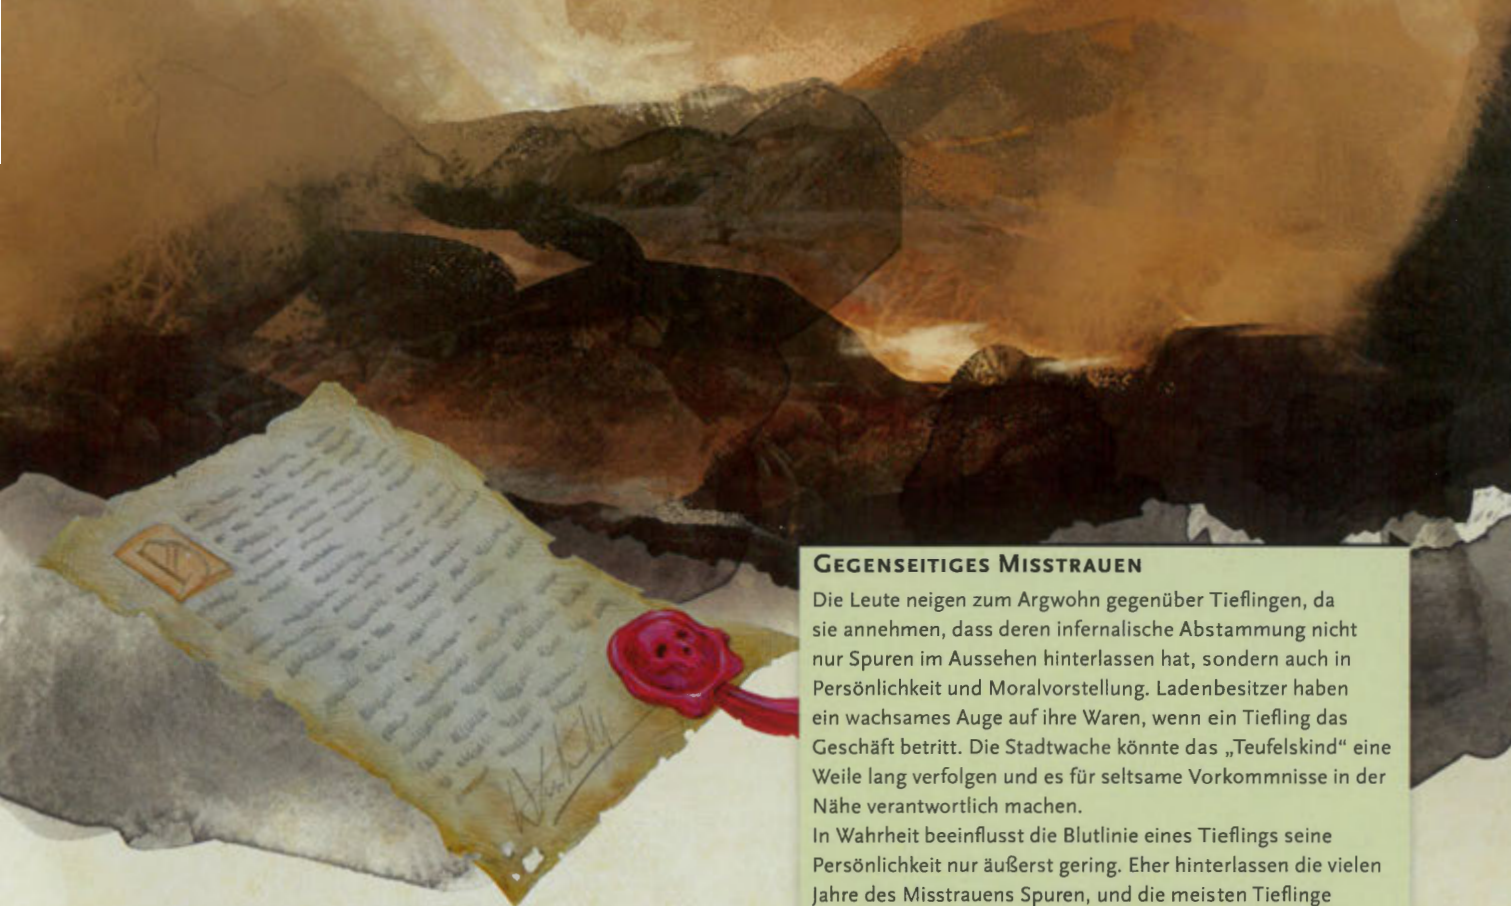 Gegenseitiges Misstrauen
Die Leute neigen zum Argwohn gegenüber Tieflingen, da
sie annehmen, dass deren infernalische Abstammung nicht
nur Spuren im Aussehen hinterlassen hat, sondern auch in
Persönlichkeit und Moralvorstellung. Ladenbesitzer haben
ein wachsames Auge auf ihre Waren, wenn ein Tiefling das
Geschäft betritt. Die Stadtwache könnte das „Teufelskind“ eine
Weile lang verfolgen und es für seltsame Vorkommnisse in der
Nähe verantwortlich machen.
In Wahrheit beeinflusst die Blutlinie eines Tieflings seine
Persönlichkeit nur äußerst gering. Eher hinterlassen die vielen
Jahre des Misstrauens Spuren, und die meisten Tieflinge